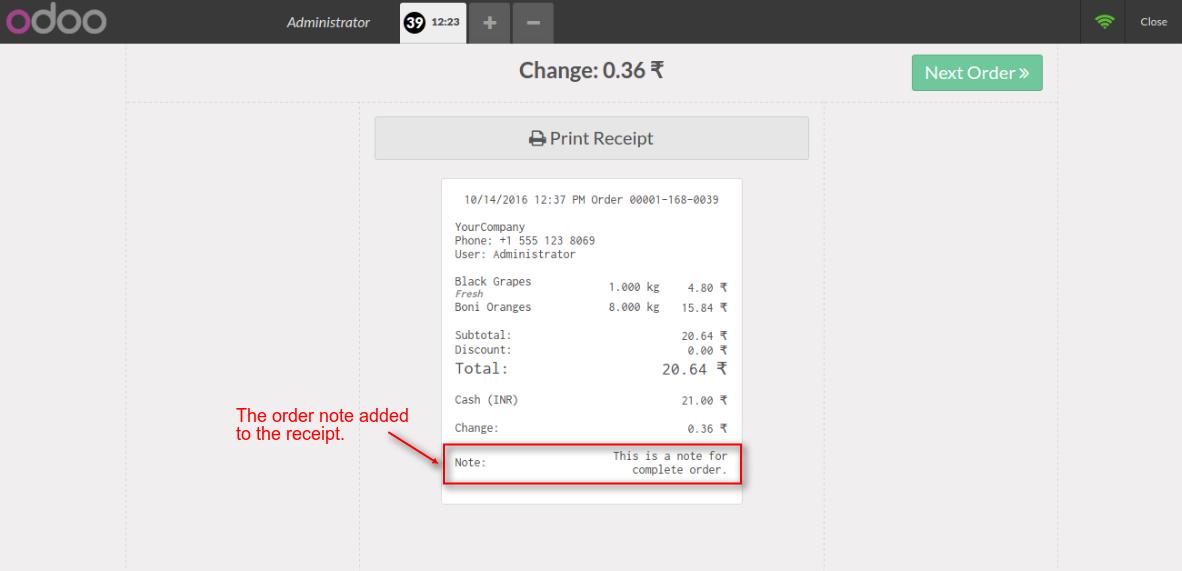 odoo
Administrator 39 12:23 + −
Close
Change: 0.36 ₹
Next Order »
Print Receipt
10/14/2016 12:37 PM Order 00001-168-0039
YourCompany
Phone: +1 555 123 8069
User: Administrator
Black Grapes 1.000 kg 4.80 ₹
Fresh
Boni Oranges 8.000 kg 15.84 ₹
Subtotal: 20.64 ₹
Discount: 0.00 ₹
Total: 20.64 ₹
Cash (INR) 21.00 ₹
Change: 0.36 ₹
The order note added
to the receipt.
Note: This is a note for
complete order.